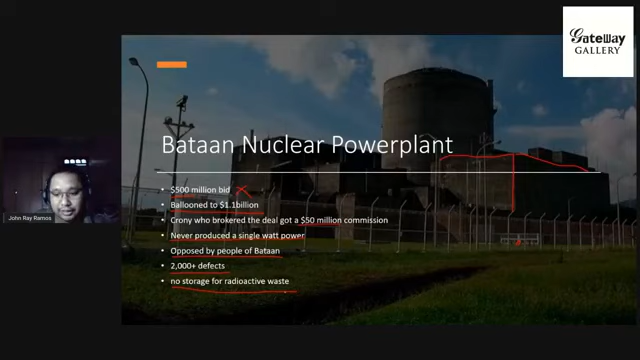 Gateway
GALLERY
Bataan Nuclear Powerplant
• $500 million bid
• Ballooned to $1.1billion
• Crony who brokered the deal got a $50 million commission
• Never produced a single watt power
• Opposed by people of Bataan
• 2,000+ defects
• no storage for radioactive waste
John Ray Ramos